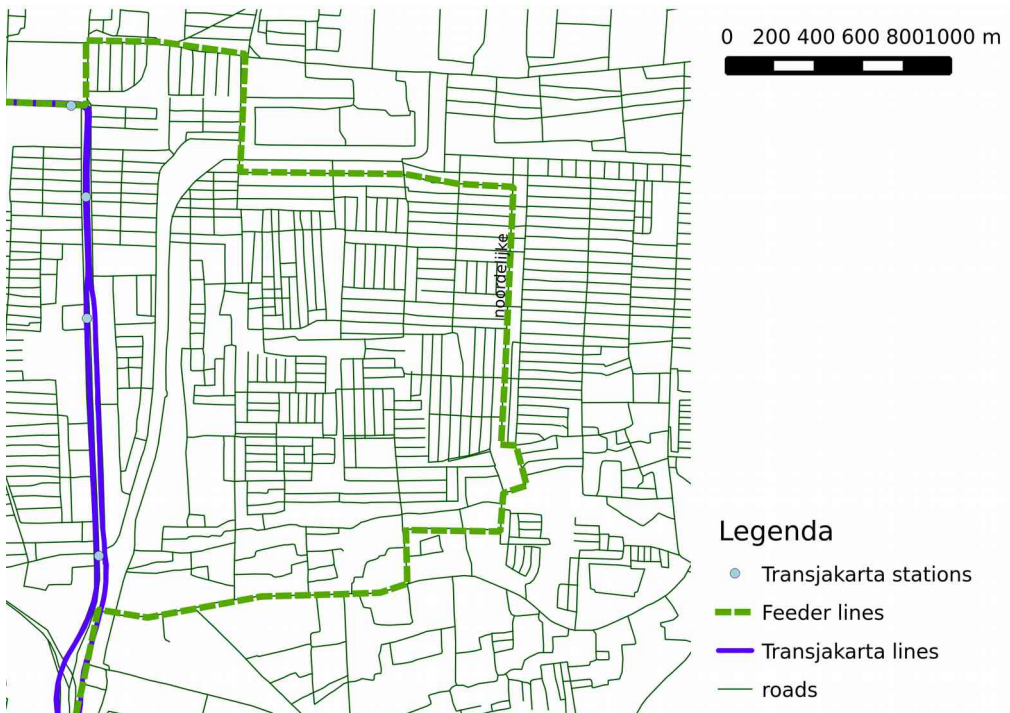 0 200 400 600 8001000 m
noordelijke
Legenda
Transjakarta stations
Feeder lines
Transjakarta lines
roads